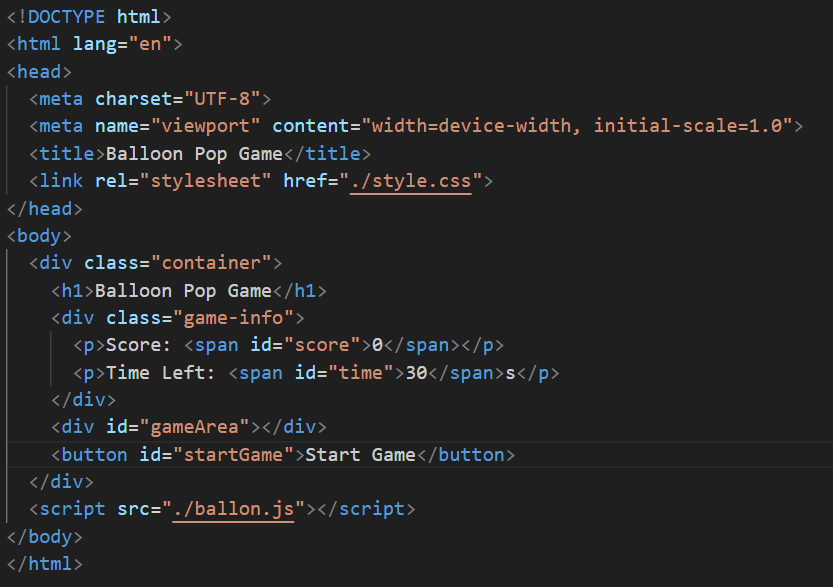 <!DOCTYPE html>
<html lang="en">
<head>
  <meta charset="UTF-8">
  <meta name="viewport" content="width=device-width, initial-scale=1.0">
  <title>Balloon Pop Game</title>
  <link rel="stylesheet" href="./style.css">
</head>
<body>
  <div class="container">
    <h1>Balloon Pop Game</h1>
    <div class="game-info">
      <p>Score: <span id="score">0</span></p>
      <p>Time Left: <span id="time">30</span>s</p>
    </div>
    <div id="gameArea"></div>
    <button id="startGame">Start Game</button>
  </div>
  <script src="./ballon.js"></script>
</body>
</html>